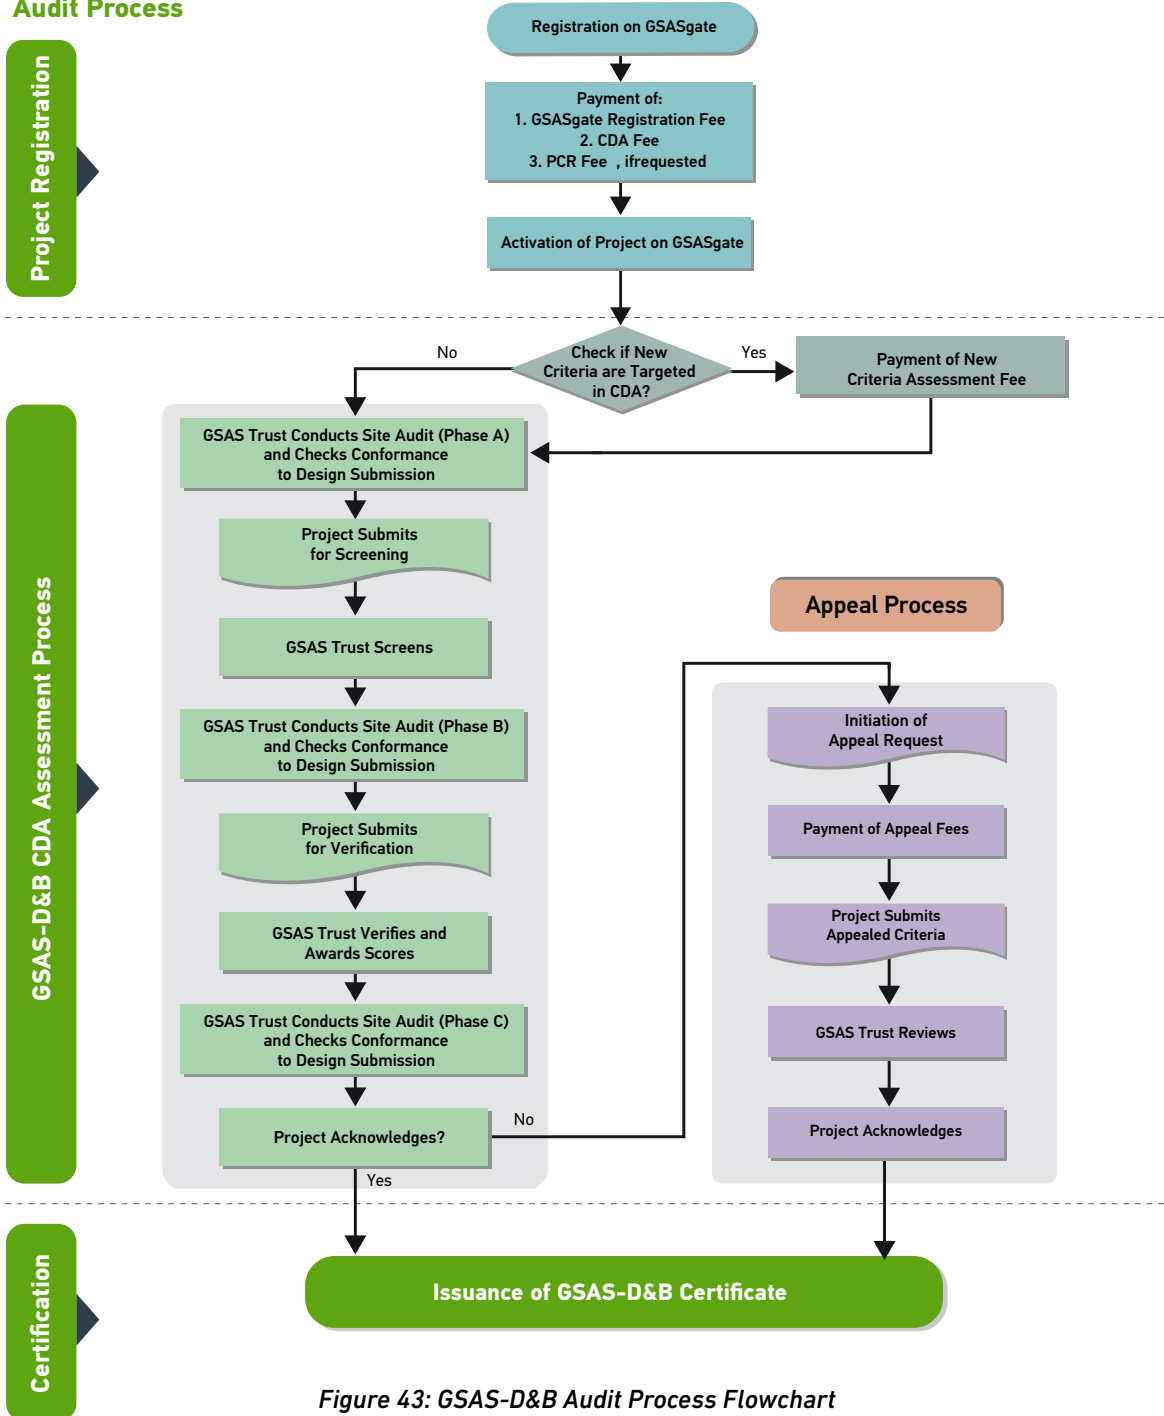 Audit Process
Project Registration
Registration on GSASgate
Payment of:
1. GSASgate Registration Fee
2. CDA Fee
3. PCR Fee , ifrequested
Activation of Project on GSASgate
GSAS-D&B CDA Assessment Process
Check if New
Criteria are Targeted
in CDA?
No
Yes
Payment of New
Criteria Assessment Fee
GSAS Trust Conducts Site Audit (Phase A)
and Checks Conformance
to Design Submission
Project Submits
for Screening
GSAS Trust Screens
GSAS Trust Conducts Site Audit (Phase B)
and Checks Conformance
to Design Submission
Project Submits
for Verification
GSAS Trust Verifies and
Awards Scores
GSAS Trust Conducts Site Audit (Phase C)
and Checks Conformance
to Design Submission
Project Acknowledges?
No
Yes
Appeal Process
Initiation of
Appeal Request
Payment of Appeal Fees
Project Submits
Appealed Criteria
GSAS Trust Reviews
Project Acknowledges
Certification
Issuance of GSAS-D&B Certificate
Figure 43: GSAS-D&B Audit Process Flowchart